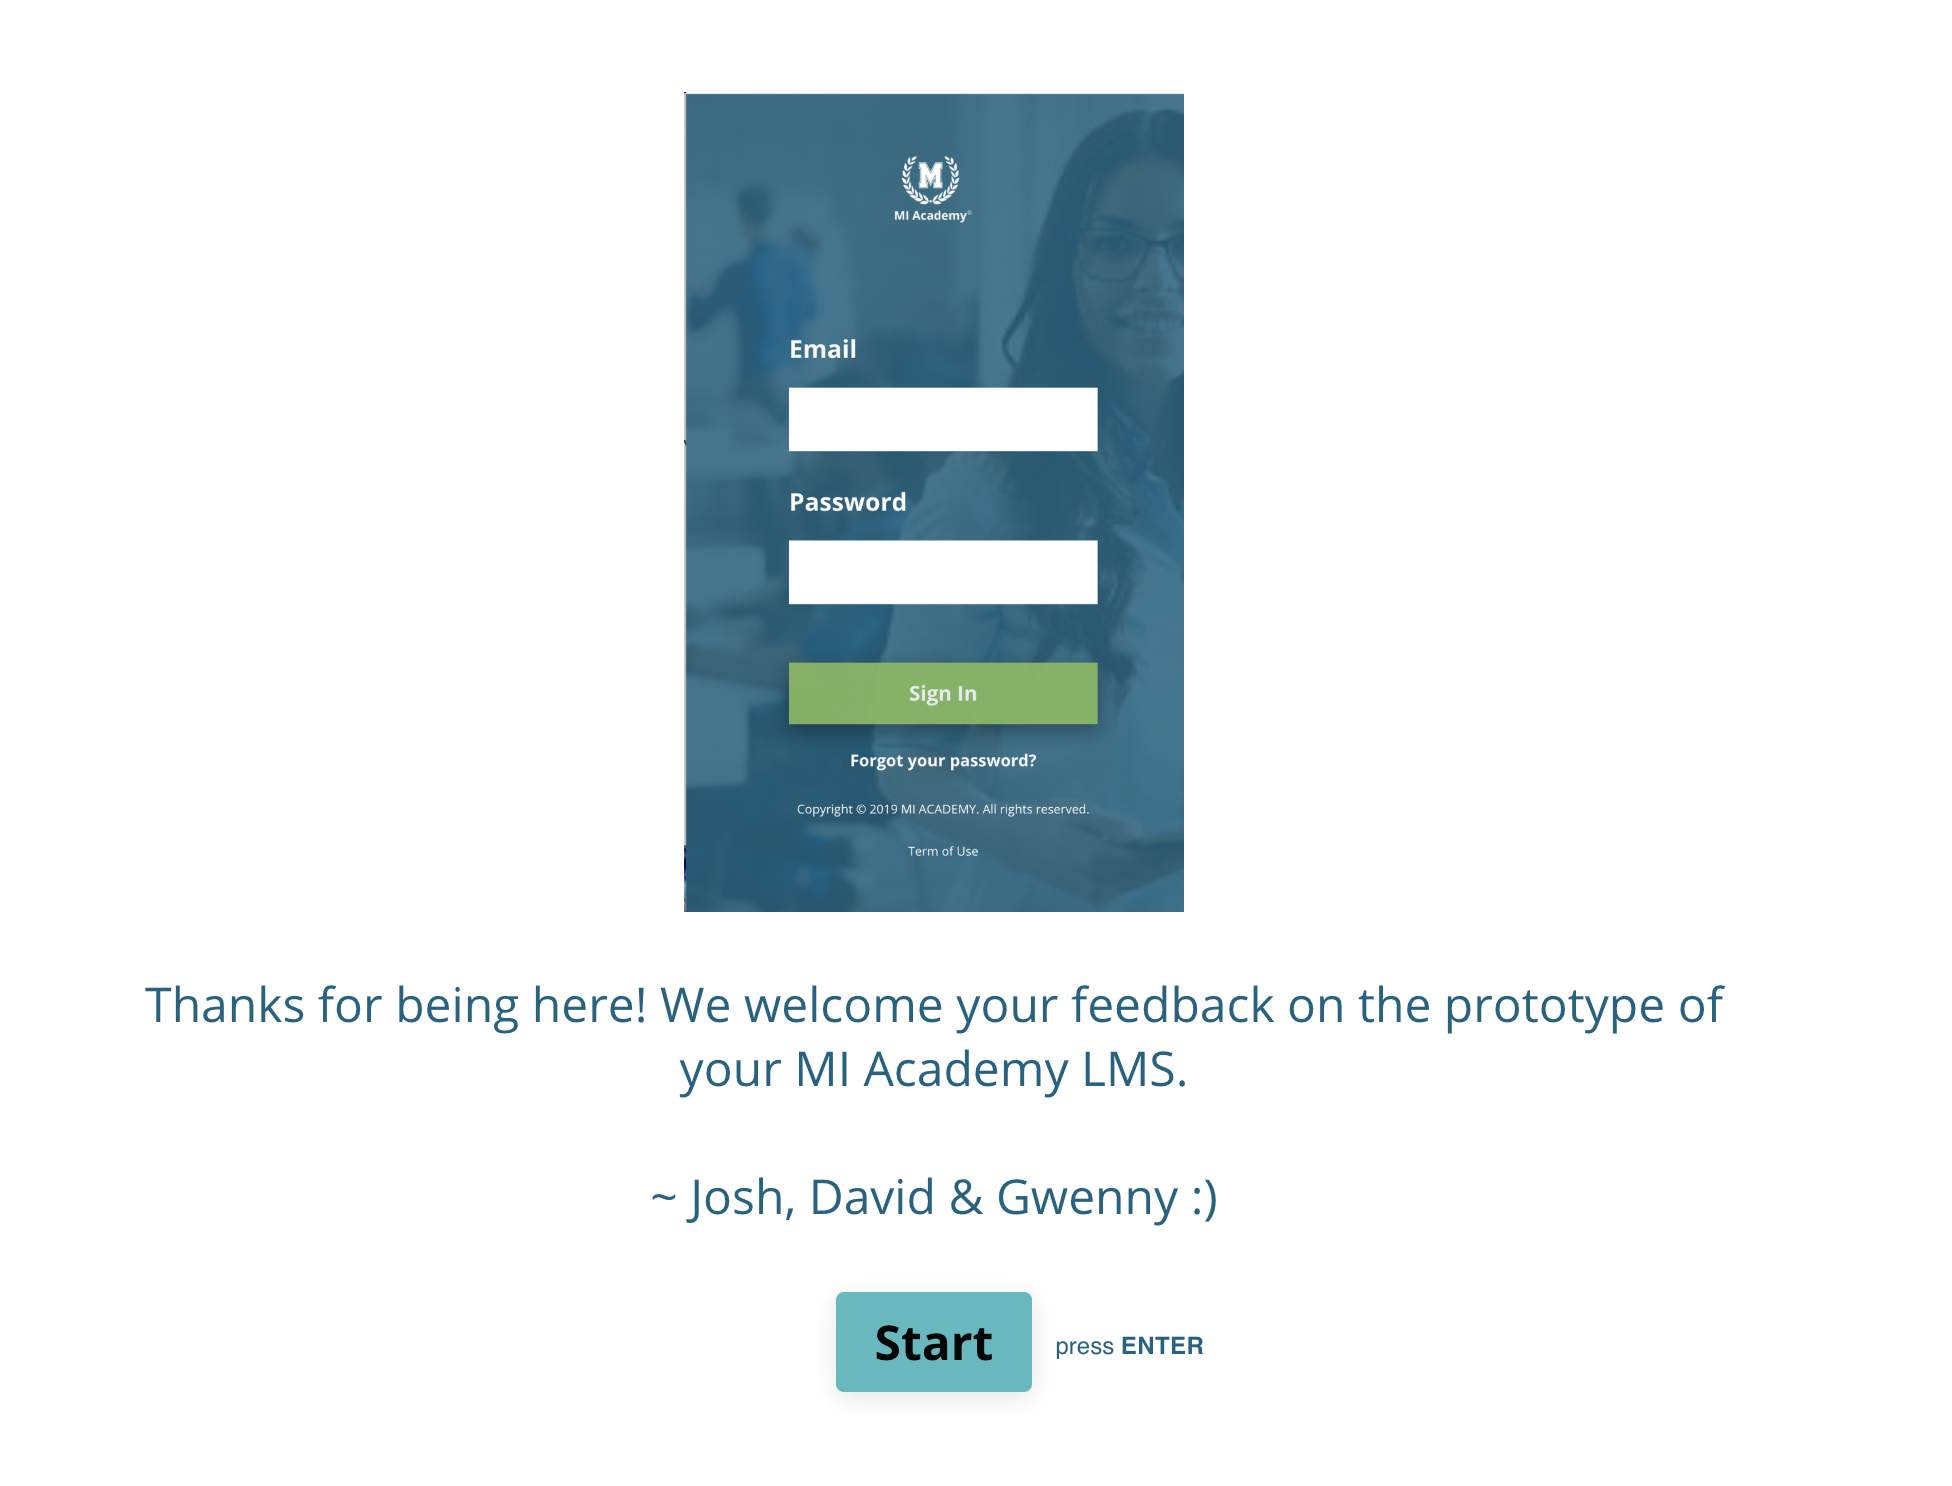 M
MI Academy®
Email
Password
Sign In
Forgot your password?
Copyright © 2019 MI ACADEMY. All rights reserved.
Term of Use
Thanks for being here! We welcome your feedback on the prototype of
your MI Academy LMS.
~ Josh, David & Gwenny :)
Start press ENTER